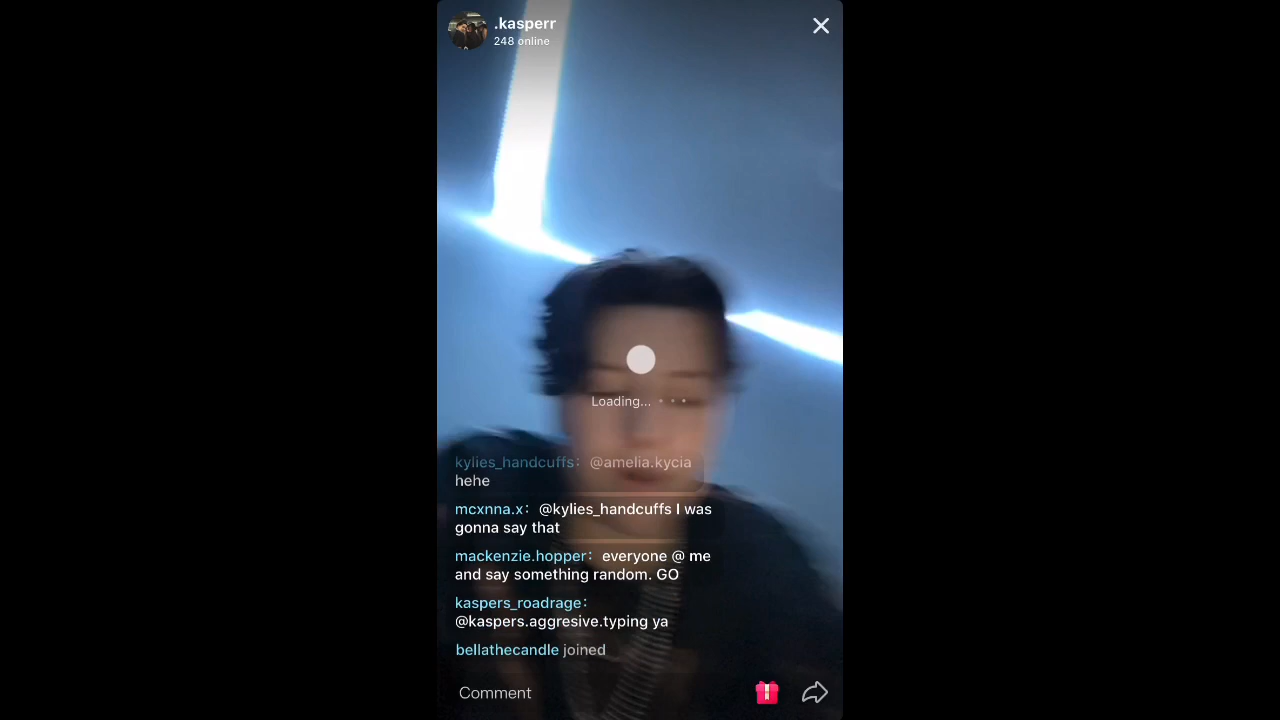 .kasperr
248 online
Loading...
kylies_handcuffs: @amelia.kycia
hehe
mcxnna.x: @kylies_handcuffs I was
gonna say that
mackenzie.hopper: everyone @ me
and say something random. GO
kaspers_roadrage:
@kaspers.aggresive.typing ya
bellathecandle joined
Comment